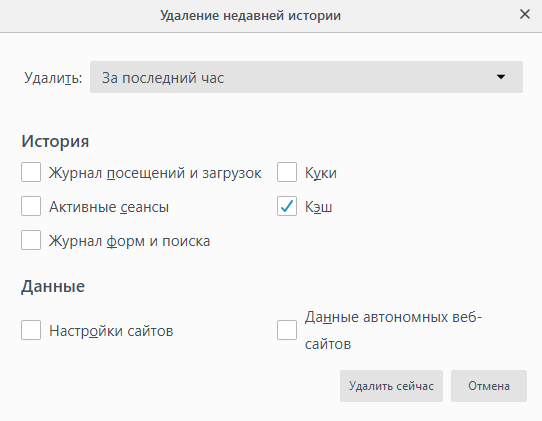 Удаление недавней истории
Удалить: За последний час
История
Журнал посещений и загрузок Куки
Активные сеансы Кэш
Журнал форм и поиска
Данные
Настройки сайтов Данные автономных веб-
сайтов
Удалить сейчас Отмена